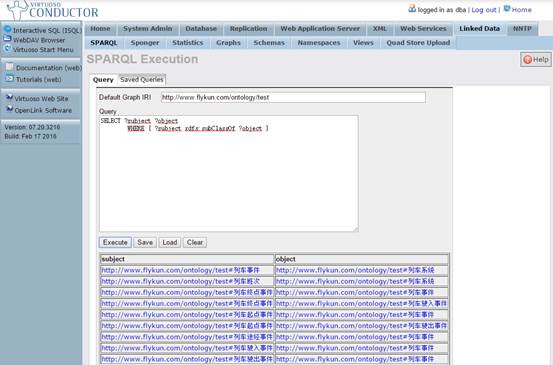 VIRTUOSO
CONDUCTOR
logged in as dba | Log out | Home
Interactive SQL (ISQL)
WebDAV Browser
Virtuoso Start Menu
Documentation (web)
Tutorials (web)
Virtuoso Web Site
OpenLink Software
Version: 07.20.3216
Build: Feb 17 2016
Home System Admin Database Replication Web Application Server XML Web Services Linked Data NNTP
SPARQL Sponger Statistics Graphs Schemas Namespaces Views Quad Store Upload
SPARQL Execution
Help
Query Saved Queries
Default Graph IRI http://www.flykun.com/ontology/test
Query
SELECT ?subject ?object
WHERE { ?subject rdfs:subClassOf ?object }
Execute Save Load Clear
subject object
http://www.flykun.com/ontology/test#列车事件 http://www.flykun.com/ontology/test#列车系统
http://www.flykun.com/ontology/test#列车班次 http://www.flykun.com/ontology/test#列车系统
http://www.flykun.com/ontology/test#列车终点事件 http://www.flykun.com/ontology/test#列车事件
http://www.flykun.com/ontology/test#列车终点事件 http://www.flykun.com/ontology/test#列车驶入事件
http://www.flykun.com/ontology/test#列车起点事件 http://www.flykun.com/ontology/test#列车事件
http://www.flykun.com/ontology/test#列车起点事件 http://www.flykun.com/ontology/test#列车驶出事件
http://www.flykun.com/ontology/test#列车途经事件 http://www.flykun.com/ontology/test#列车事件
http://www.flykun.com/ontology/test#列车驶入事件 http://www.flykun.com/ontology/test#列车事件
http://www.flykun.com/ontology/test#列车驶出事件 http://www.flykun.com/ontology/test#列车事件